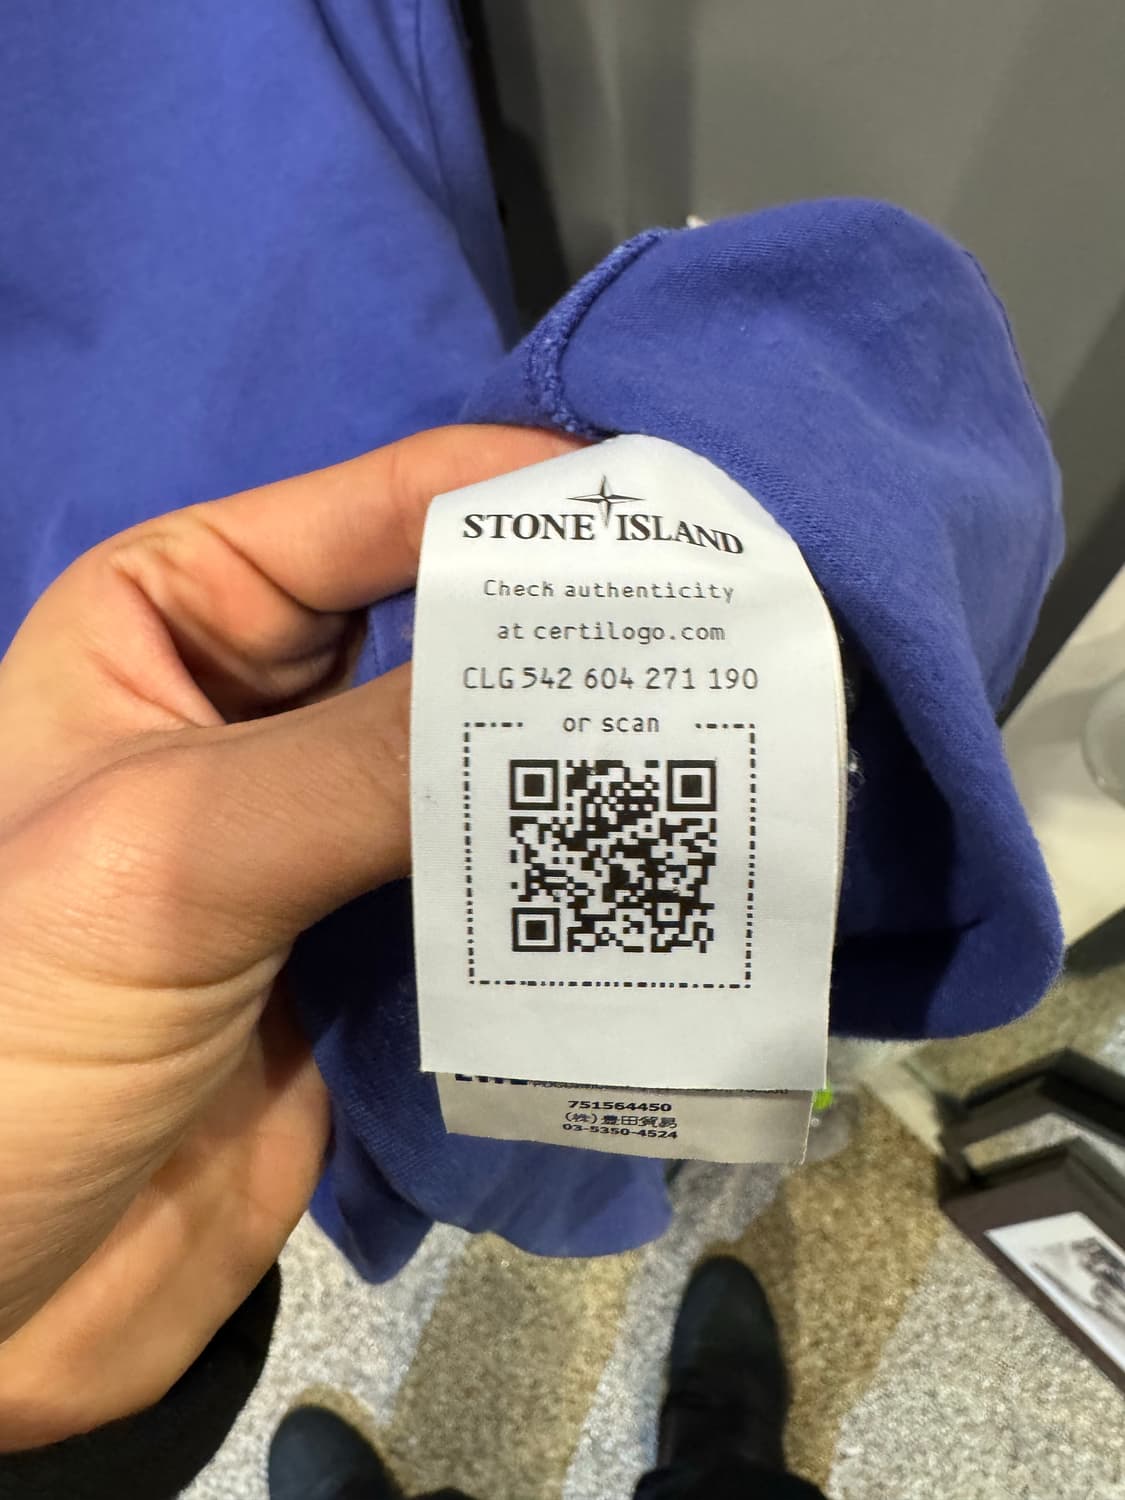 STONE ISLAND
Check authenticity
at certilogo.com
CLG 542 604 271 190
or scan
751564450
(株)豊田貿易
03-5350-4524